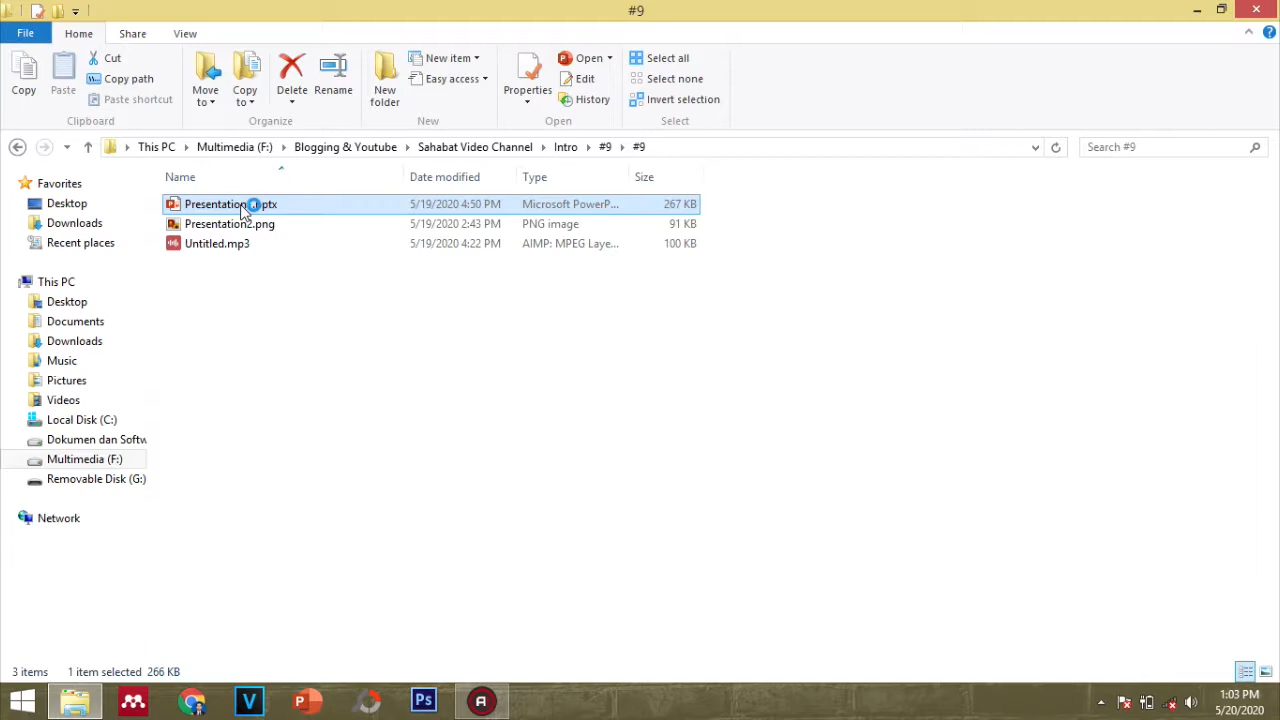 #9
File Home Share View
Copy Paste Cut Copy path Paste shortcut Move to Copy to Delete Rename New folder New item Easy access Properties Open Edit History Select all Select none Invert selection
Clipboard Organize New Open Select
This PC Multimedia (F:) Blogging & Youtube Sahabat Video Channel Intro #9 #9 Search #9
Name Date modified Type Size
Favorites
Desktop
Downloads
Recent places
This PC
Desktop
Documents
Downloads
Music
Pictures
Videos
Local Disk (C:)
Dokumen dan Softw
Multimedia (F:)
Removable Disk (G:)
Network
5/19/2020 4:50 PM Microsoft PowerP... 267 KB
Presentation2.png 5/19/2020 2:43 PM PNG image 91 KB
Untitled.mp3 5/19/2020 4:22 PM AIMP: MPEG Laye... 100 KB
3 items 1 item selected 266 KB
V P Ps A
1:03 PM
5/20/2020